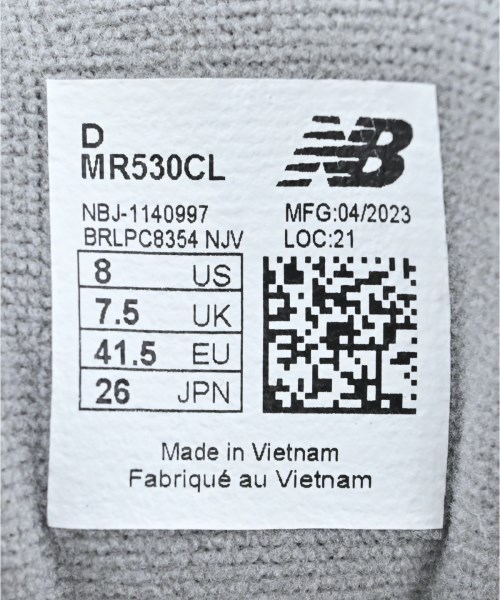 D
MR530CL
NB
NBJ-1140997
MFG:04/2023
BRLPC8354 NJV
LOC:21
8 US
7.5 UK
41.5 EU
26 JPN
Made in Vietnam
Fabriqué au Vietnam